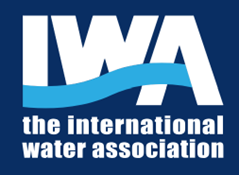 IWA
the international
water association